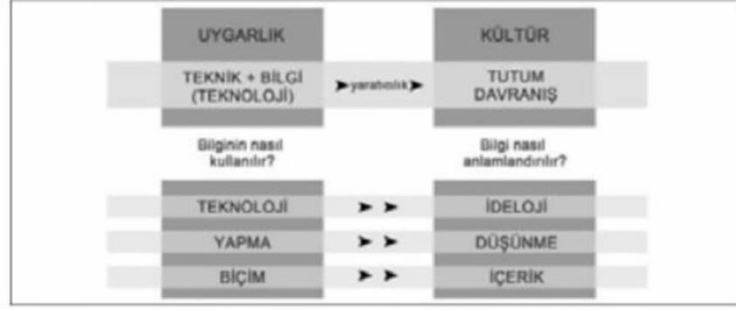 UYGARLIK
KÜLTÜR
TEKNİK + BİLGİ
(TEKNOLOJİ)
yaratıcılık
TUTUM
DAVRANIŞ
Bilginin nasıl
kullanılır?
Bilgi nasıl
anlamlandırılır?
TEKNOLOJİ
İDELOJİ
YAPMA
DÜŞÜNME
BİÇİM
İÇERİK